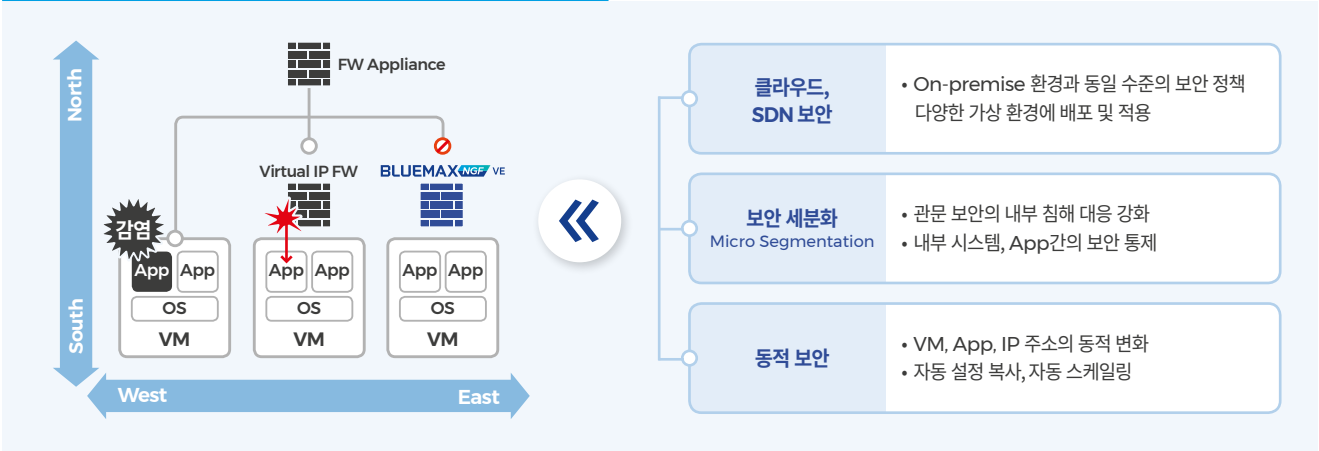 North
South
West
East
FW Appliance
Virtual IP FW
BLUEMAX NGF VE
감염
App App
OS
VM
App App
OS
VM
App App
OS
VM
클라우드,
SDN 보안
• On-premise 환경과 동일 수준의 보안 정책
다양한 가상 환경에 배포 및 적용
보안 세분화
Micro Segmentation
• 관문 보안의 내부 침해 대응 강화
• 내부 시스템, App간의 보안 통제
동적 보안
• VM, App, IP 주소의 동적 변화
• 자동 설정 복사, 자동 스케일링